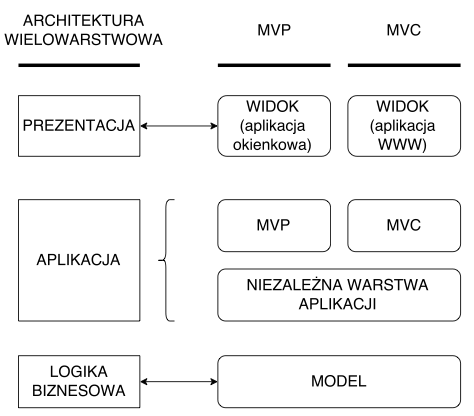 ARCHITEKTURA
WIELOWARSTWOWA
MVP
MVC
PREZENTACJA
WIDOK
(aplikacja
okienkowa)
WIDOK
(aplikacja
WWW)
APLIKACJA
MVP
MVC
NIEZALEŻNA WARSTWA
APLIKACJI
LOGIKA
BIZNESOWA
MODEL